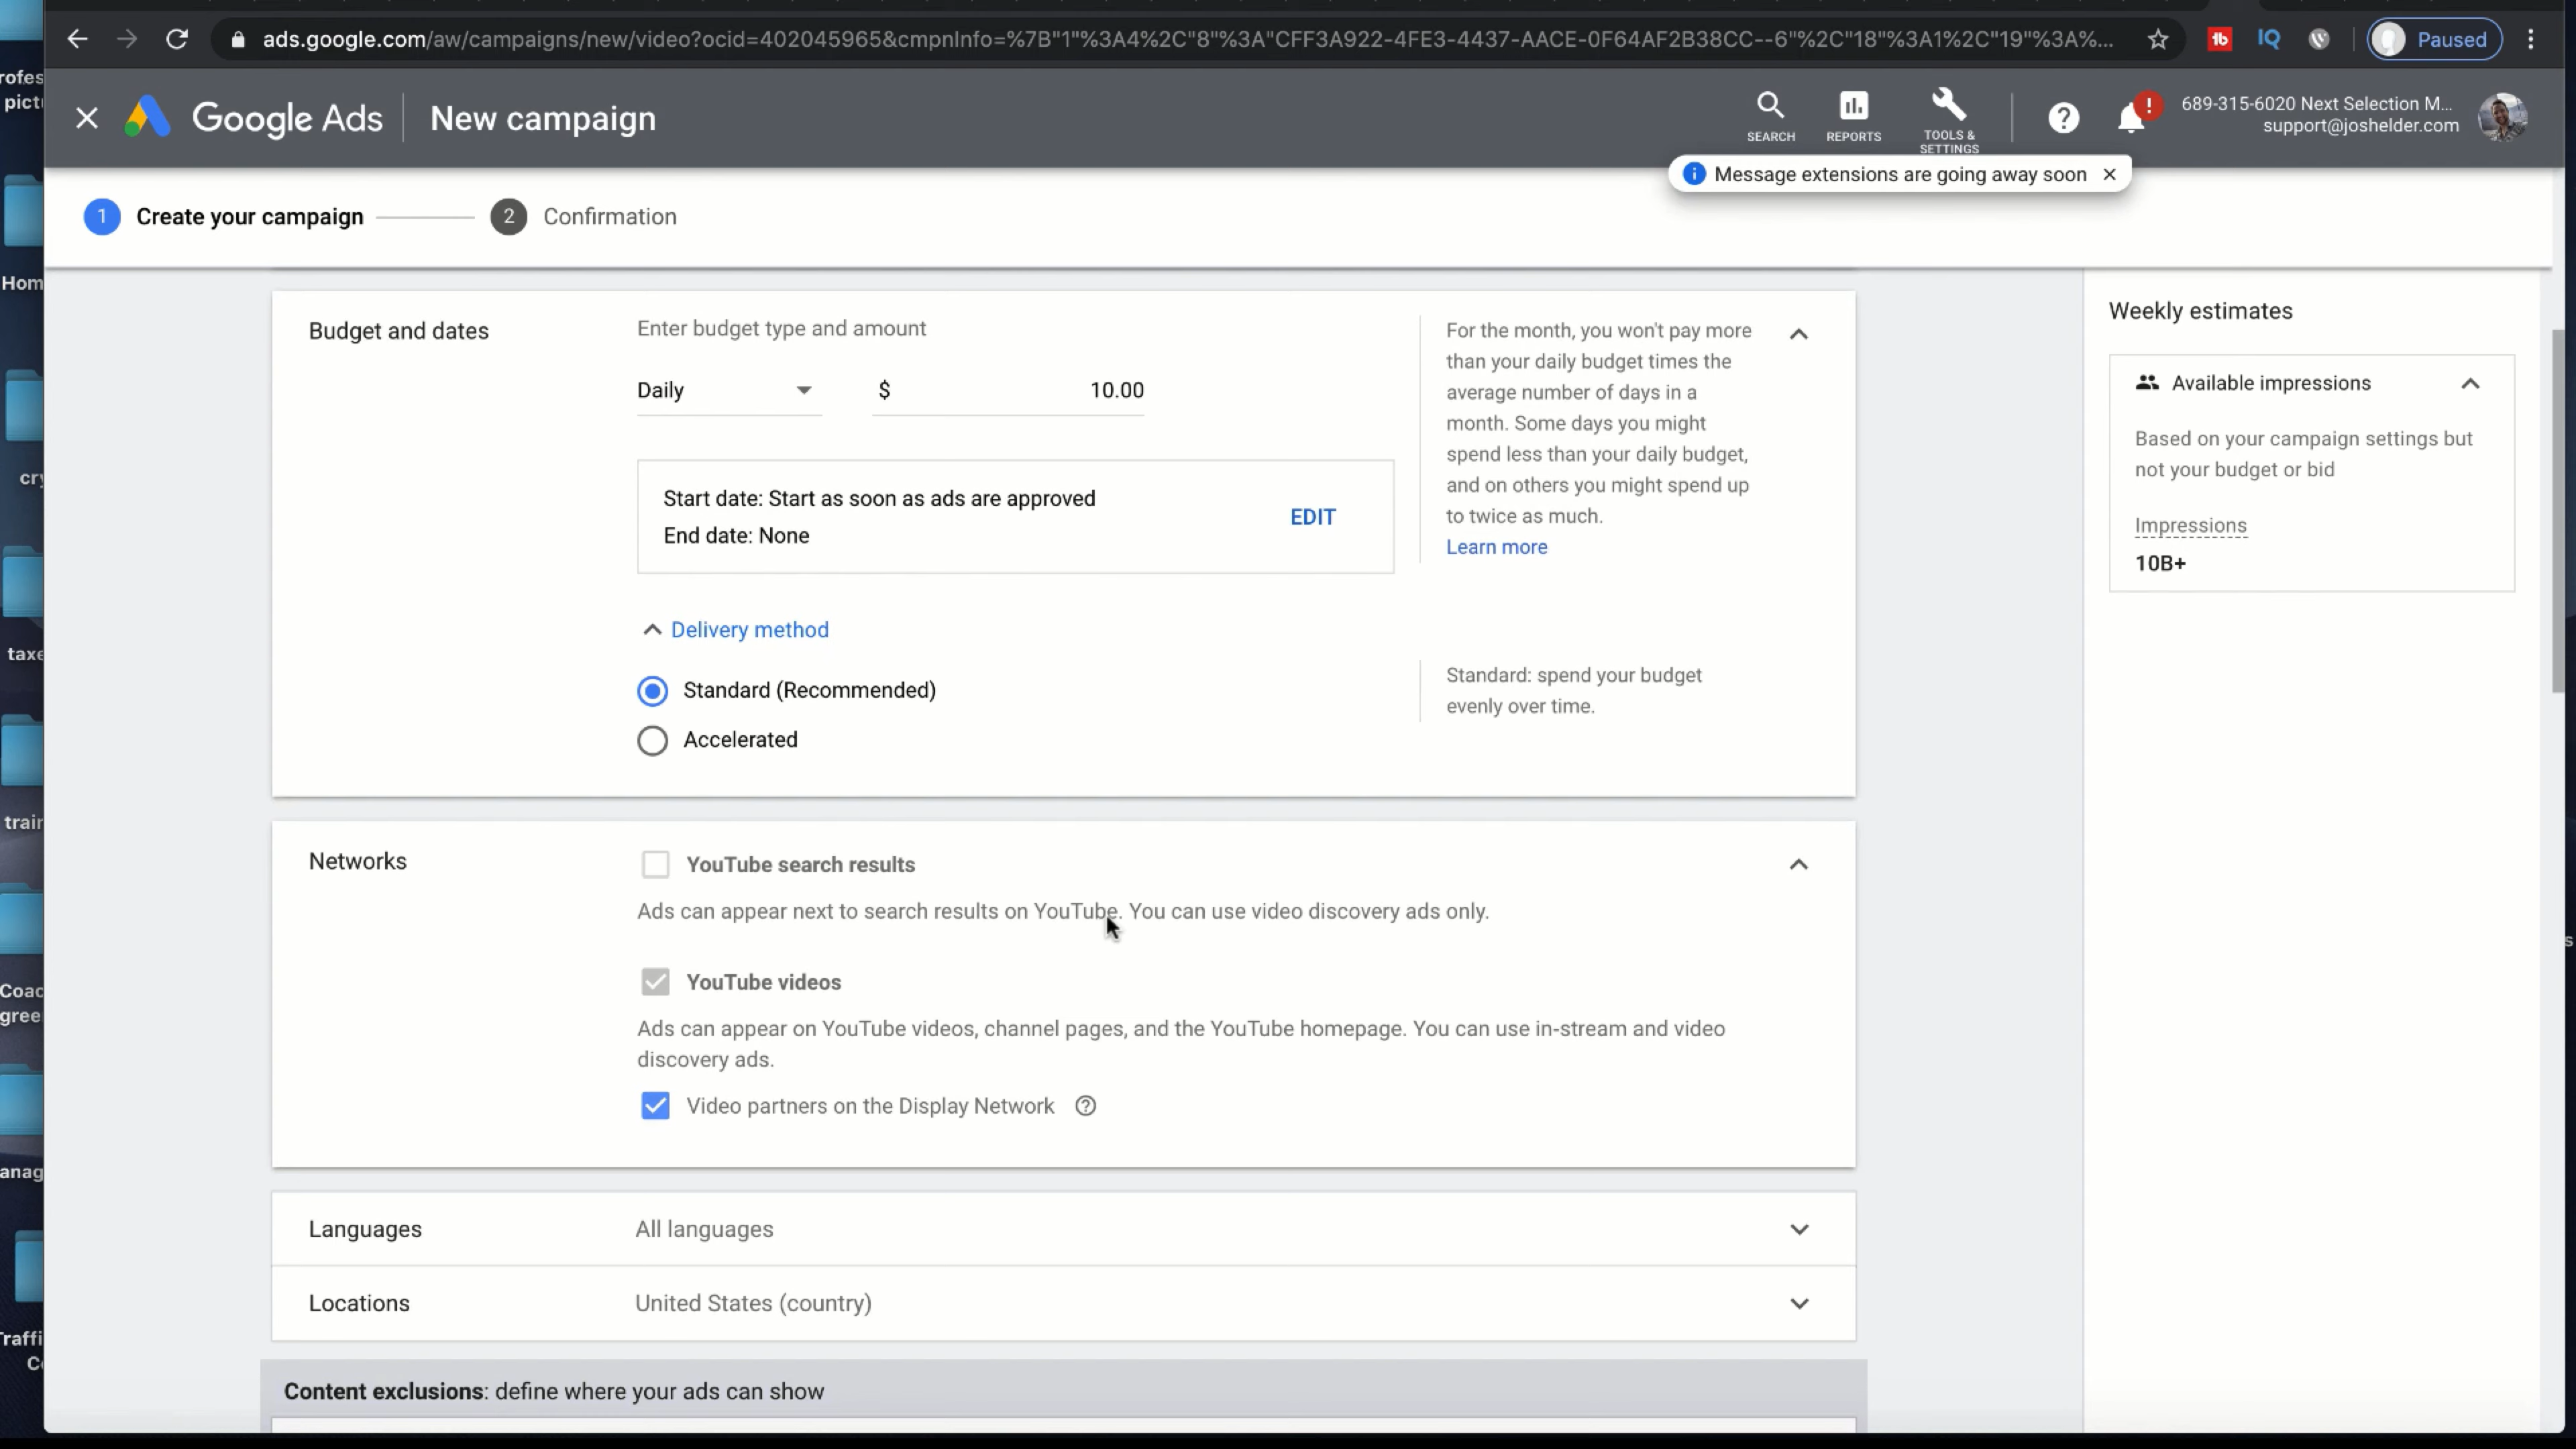 ads.google.com/aw/campaigns/new/video?ocid=402045965&cmpnInfo=%7B"1"%3A4%2C"8"%3A"CFF3A922-4FE3-4437-AACE-0F64AF2B38CC--6"%2C"18"%3A1%2C"19"%3A%...
Paused
Google Ads
New campaign
SEARCH
REPORTS
TOOLS &
SETTINGS
689-315-6020 Next Selection M...
support@joshelder.com
Message extensions are going away soon
1 Create your campaign
2 Confirmation
Budget and dates
Enter budget type and amount
Daily
$ 10.00
For the month, you won't pay more
than your daily budget times the
average number of days in a
month. Some days you might
spend less than your daily budget,
and on others you might spend up
to twice as much.
Learn more
Start date: Start as soon as ads are approved
End date: None
EDIT
Delivery method
Standard (Recommended)
Accelerated
Standard: spend your budget
evenly over time.
Networks
YouTube search results
Ads can appear next to search results on YouTube. You can use video discovery ads only.
YouTube videos
Ads can appear on YouTube videos, channel pages, and the YouTube homepage. You can use in-stream and video
discovery ads.
Video partners on the Display Network
Languages
All languages
Locations
United States (country)
Content exclusions: define where your ads can show
Weekly estimates
Available impressions
Based on your campaign settings but
not your budget or bid
Impressions
10B+
rofes
pictu
Hom
cry
taxe
train
Coac
gree
anag